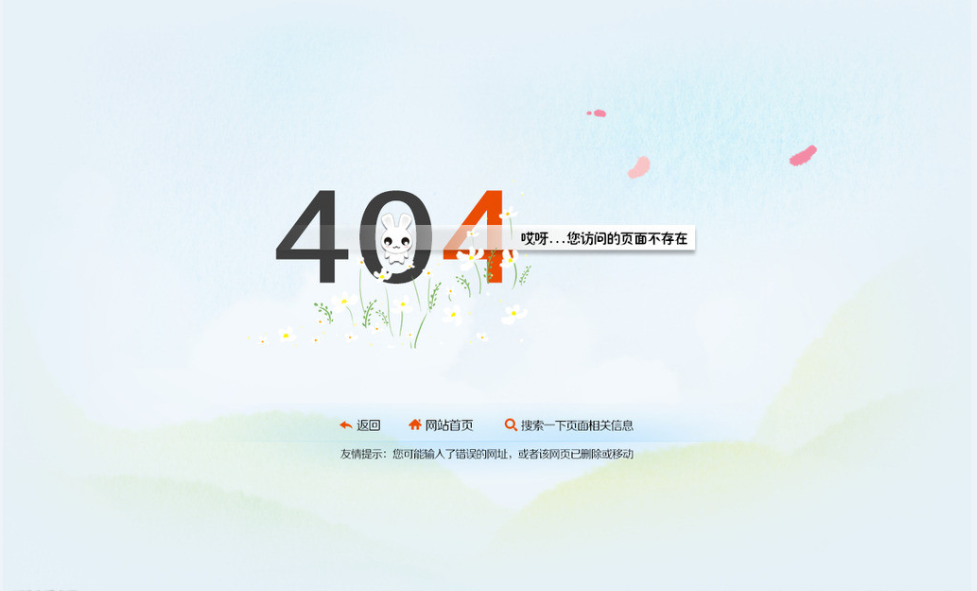 404
哎呀...您访问的页面不存在
返回 网站首页 搜索一下页面相关信息
友情提示：您可能输入了错误的网址，或者该网页已删除或移动